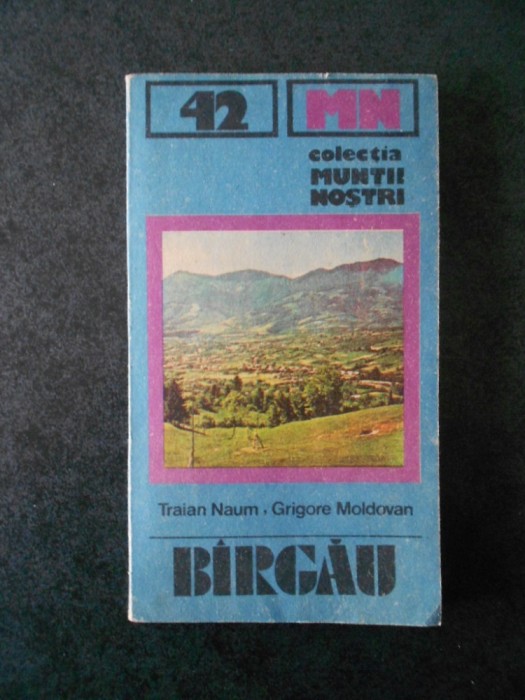 42
MN
colecția
MUNȚII
NOȘTRI
Traian Naum • Grigore Moldovan
BÎRGĂU